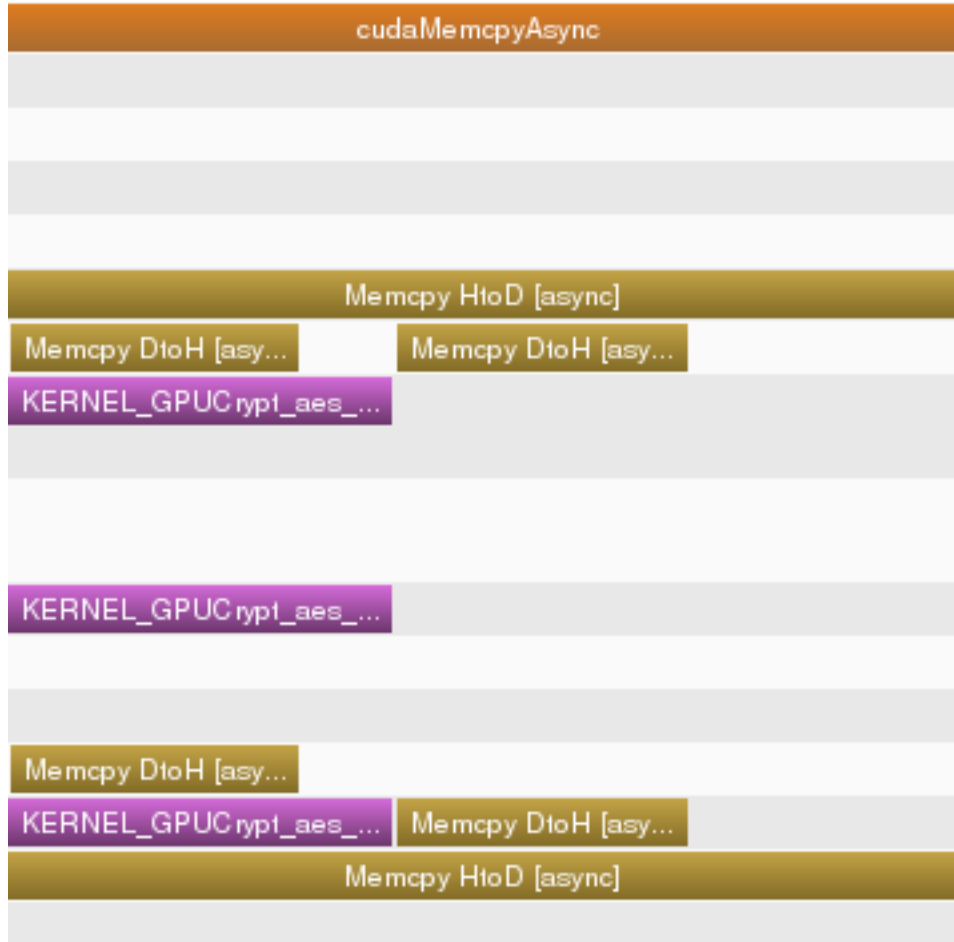 cudaMemcpyAsync
Memcpy HtoD [async]
Memcpy DtoH [asy... Memcpy DtoH [asy...
KERNEL_GPUCrypt_aes_...
KERNEL_GPUCrypt_aes_...
Memcpy DtoH [asy...
KERNEL_GPUCrypt_aes_... Memcpy DtoH [asy...
Memcpy HtoD [async]